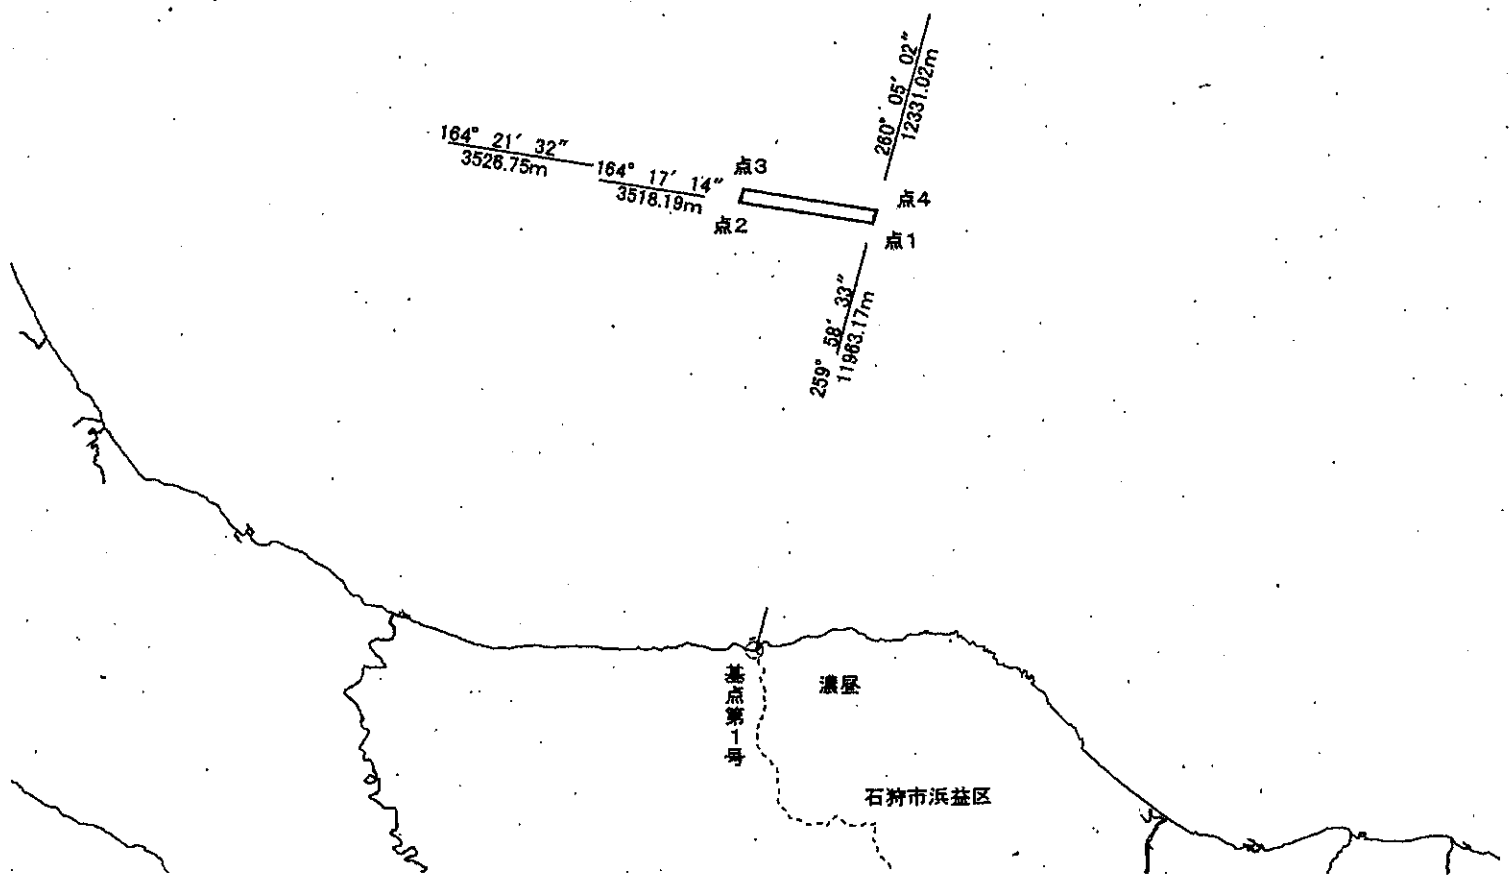 260° 05′ 02″
12331.02m
164° 21′ 32″
3526.75m
164° 17′ 14″
3518.19m
点3
点4
点2
点1
259° 58′ 33″
11963.17m
基点第1号
濃昼
石狩市浜益区